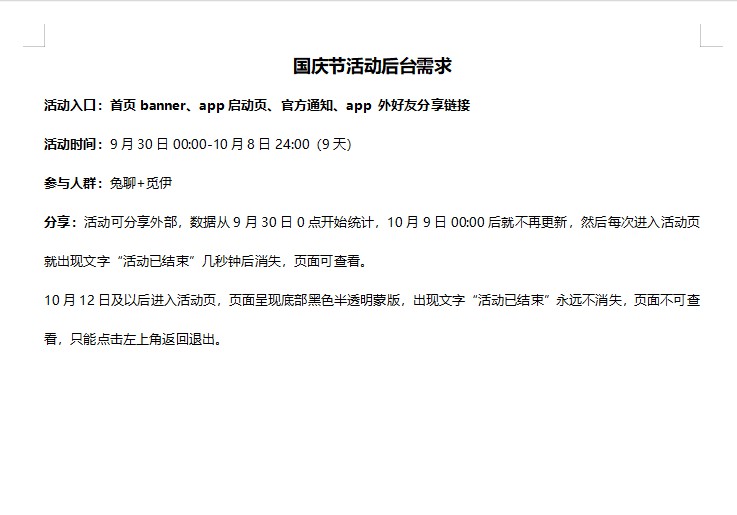 国庆节活动后台需求
活动入口：首页 banner、app 启动页、官方通知、app 外好友分享链接
活动时间：9 月 30 日 00:00-10 月 8 日 24:00（9 天）
参与人群：兔聊+觅伊
分享：活动可分享外部，数据从 9 月 30 日 0 点开始统计，10 月 9 日 00:00 后就不再更新，然后每次进入活动页
就出现文字“活动已结束”几秒钟后消失，页面可查看。
10 月 12 日及以后进入活动页，页面呈现底部黑色半透明蒙版，出现文字“活动已结束”永远不消失，页面不可查
看，只能点击左上角返回退出。